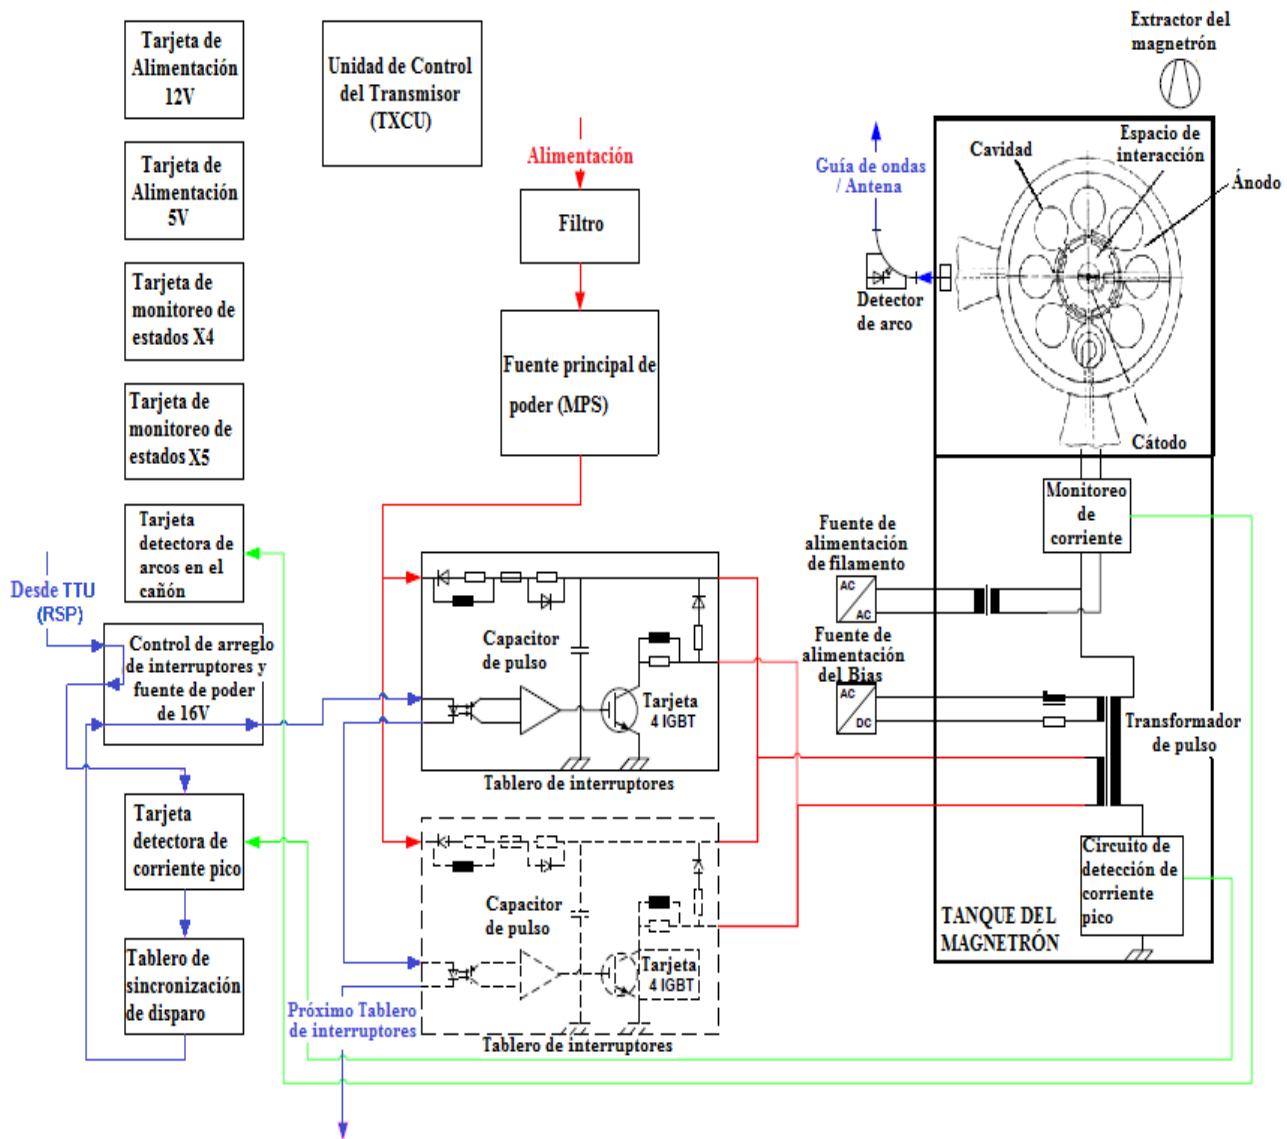 Tarjeta de
Alimentación
12V
Unidad de Control
del Transmisor
(TXCU)
Extractor del
magnetrón
Tarjeta de
Alimentación
5V
Alimentación
Filtro
Guía de ondas
/ Antena
Cavidad
Espacio de
interacción
Ánodo
Detector
de arco
Cátodo
Tarjeta de
monitoreo de
estados X4
Fuente principal de
poder (MPS)
Tarjeta de
monitoreo de
estados X5
Tarjeta
detectora de
arcos en el
cañón
Monitoreo
de
corriente
Fuente de
alimentación
de filamento
AC
AC
Desde TTU
(RSP)
Control de arreglo
de interruptores y
fuente de poder
de 16V
Capacitor
de pulso
Tarjeta
4 IGBT
Tablero de interruptores
Fuente de
alimentación
del Bias
AC
DC
Transformador
de pulso
Tarjeta
detectora de
corriente pico
Capacitor
de pulso
Tarjeta
4 IGBT
Tablero de interruptores
Circuito de
detección de
corriente
pico
TANQUE DEL
MAGNETRÓN
Tablero de
sincronización
de disparo
Próximo Tablero
de interruptores